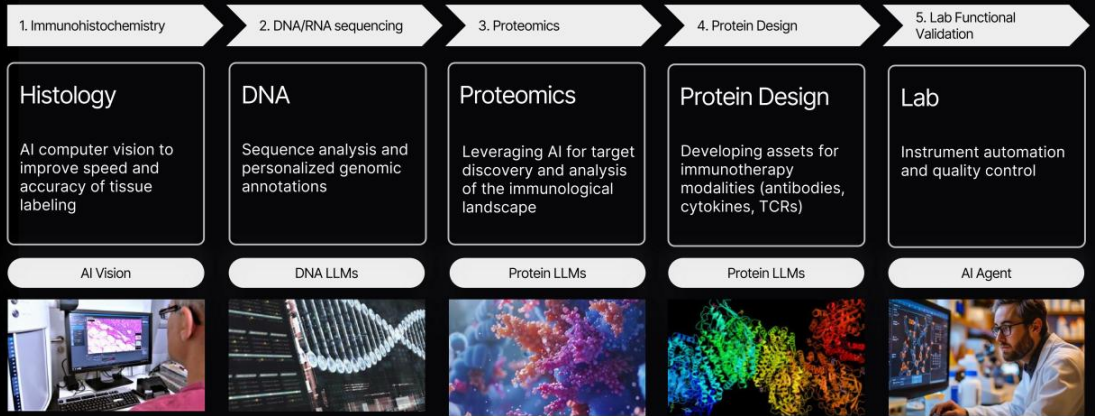 1. Immunohistochemistry
2. DNA/RNA sequencing
3. Proteomics
4. Protein Design
5. Lab Functional
Validation
Histology
AI computer vision to
improve speed and
accuracy of tissue
labeling
AI Vision
DNA
Sequence analysis and
personalized genomic
annotations
DNA LLMs
Proteomics
Leveraging AI for target
discovery and analysis
of the immunological
landscape
Protein LLMs
Protein Design
Developing assets for
immunotherapy
modalities (antibodies,
cytokines, TCRs)
Protein LLMs
Lab
Instrument automation
and quality control
AI Agent